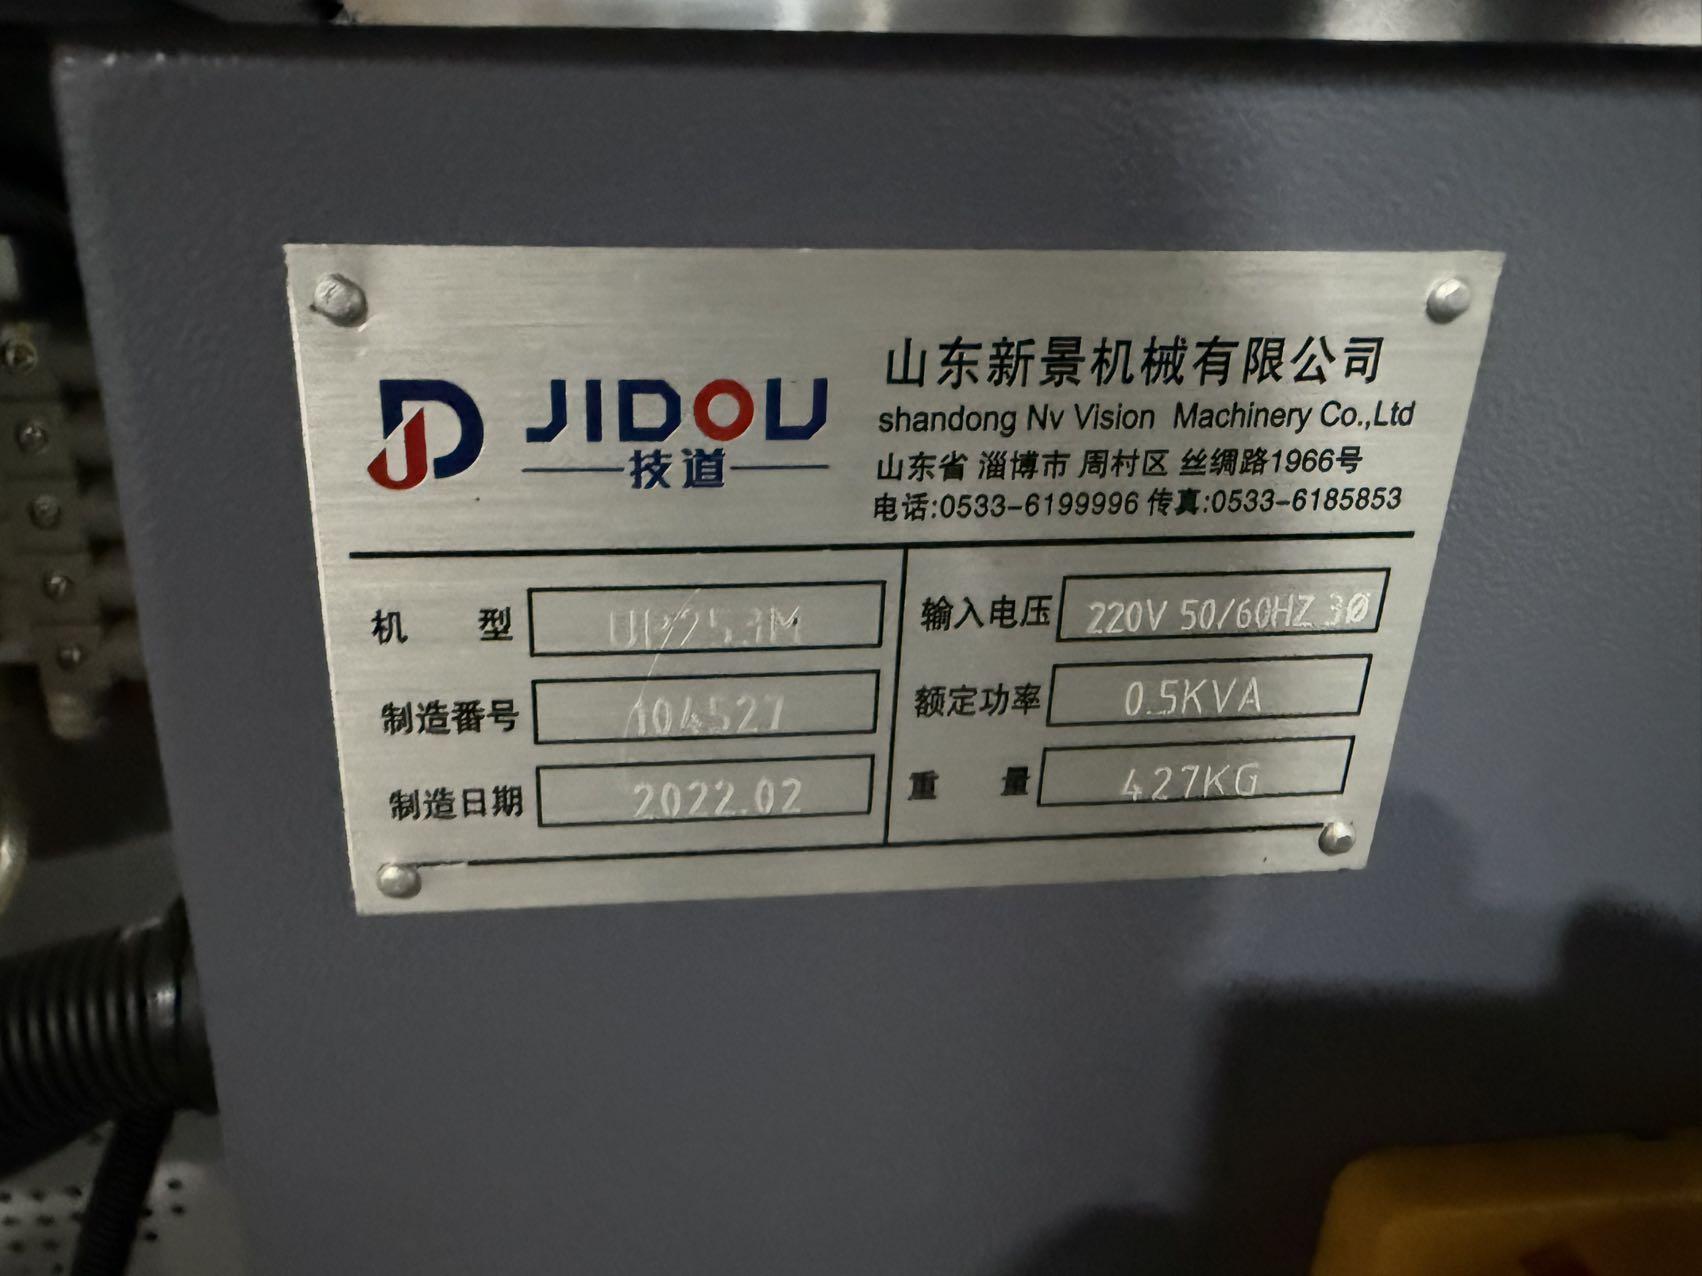 JD JIDOU
技道
山东新景机械有限公司
shandong Nv Vision Machinery Co.,Ltd
山东省 淄博市 周村区 丝绸路1966号
电话:0533-6199996 传真:0533-6185853
机 型
制造番号 104527
制造日期 2022.02
输入电压 220V 50/60HZ 3Ø
额定功率 0.5KVA
重 量 427KG